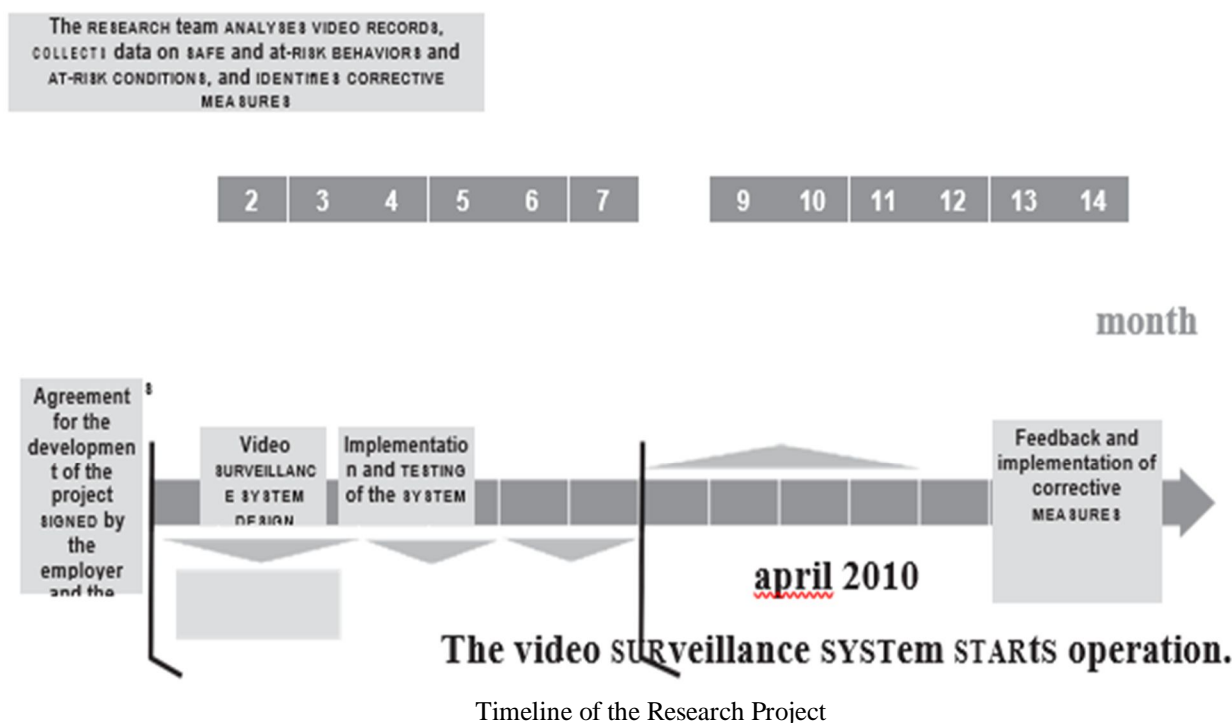 The RESEARCH team ANALYSES VIDEO RECORDS,
COLLECTS data on SAFE and at-RISK BEHAVIORS and
AT-RISK CONDITIONS, and IDENTIFIES CORRECTIVE
MEASURES
2 3 4 5 6 7 9 10 11 12 13 14
month
Agreement
for the
developmen
t of the
project
SIGNED by
the
employer
and the
s
Video
SURVEILLANC
E SYSTEM
DESIGN
Implementatio
n and TESTING
of the SYSTEM
Feedback and
implementation of
corrective
MEASURES
april 2010
The video SURveillance SYSTem STARtS operation.
Timeline of the Research Project